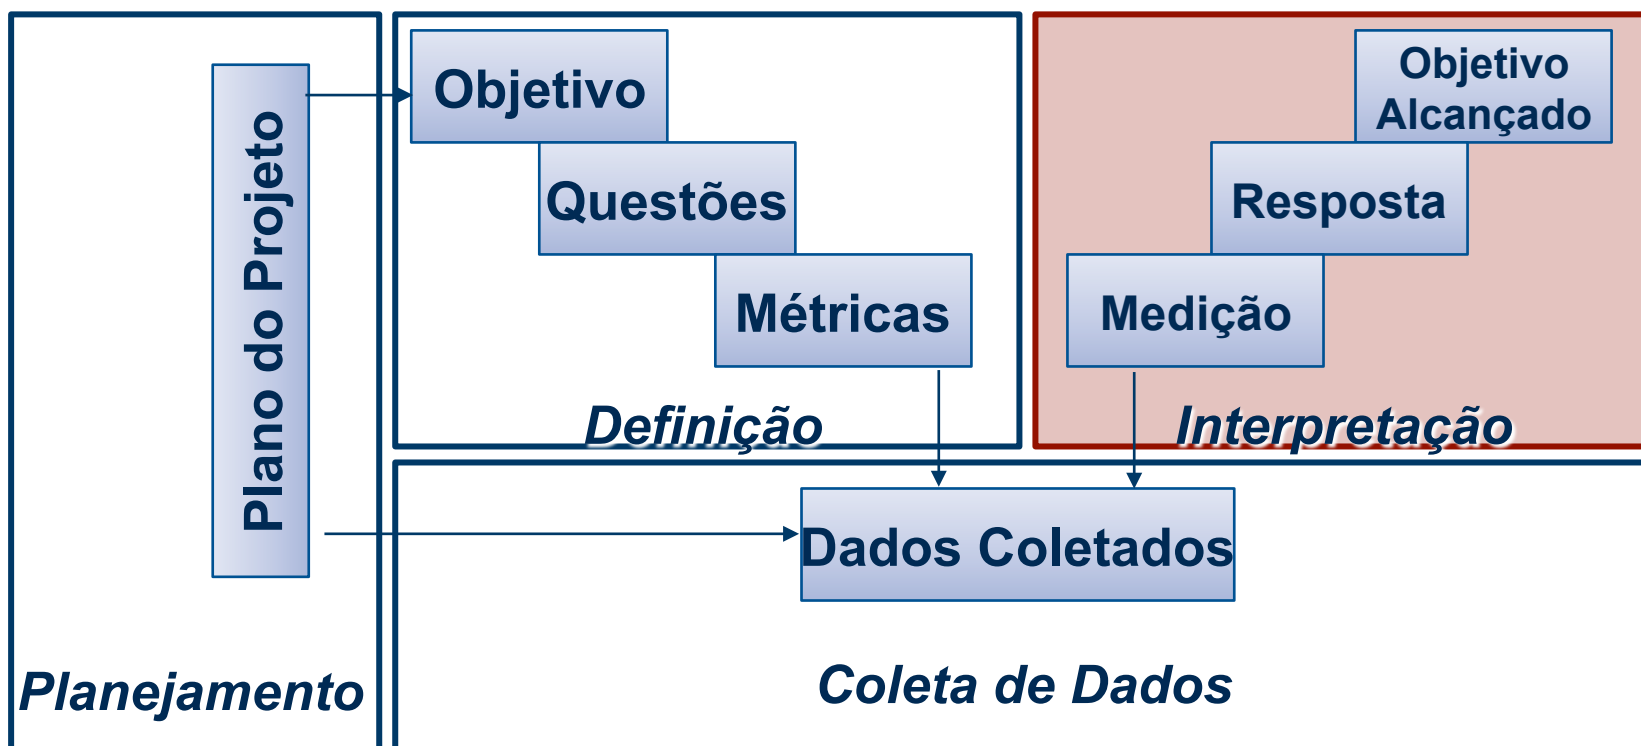 Plano do Projeto
Planejamento
Objetivo
Questões
Métricas
Definição
Objetivo
Alcançado
Resposta
Medição
Interpretação
Dados Coletados
Coleta de Dados